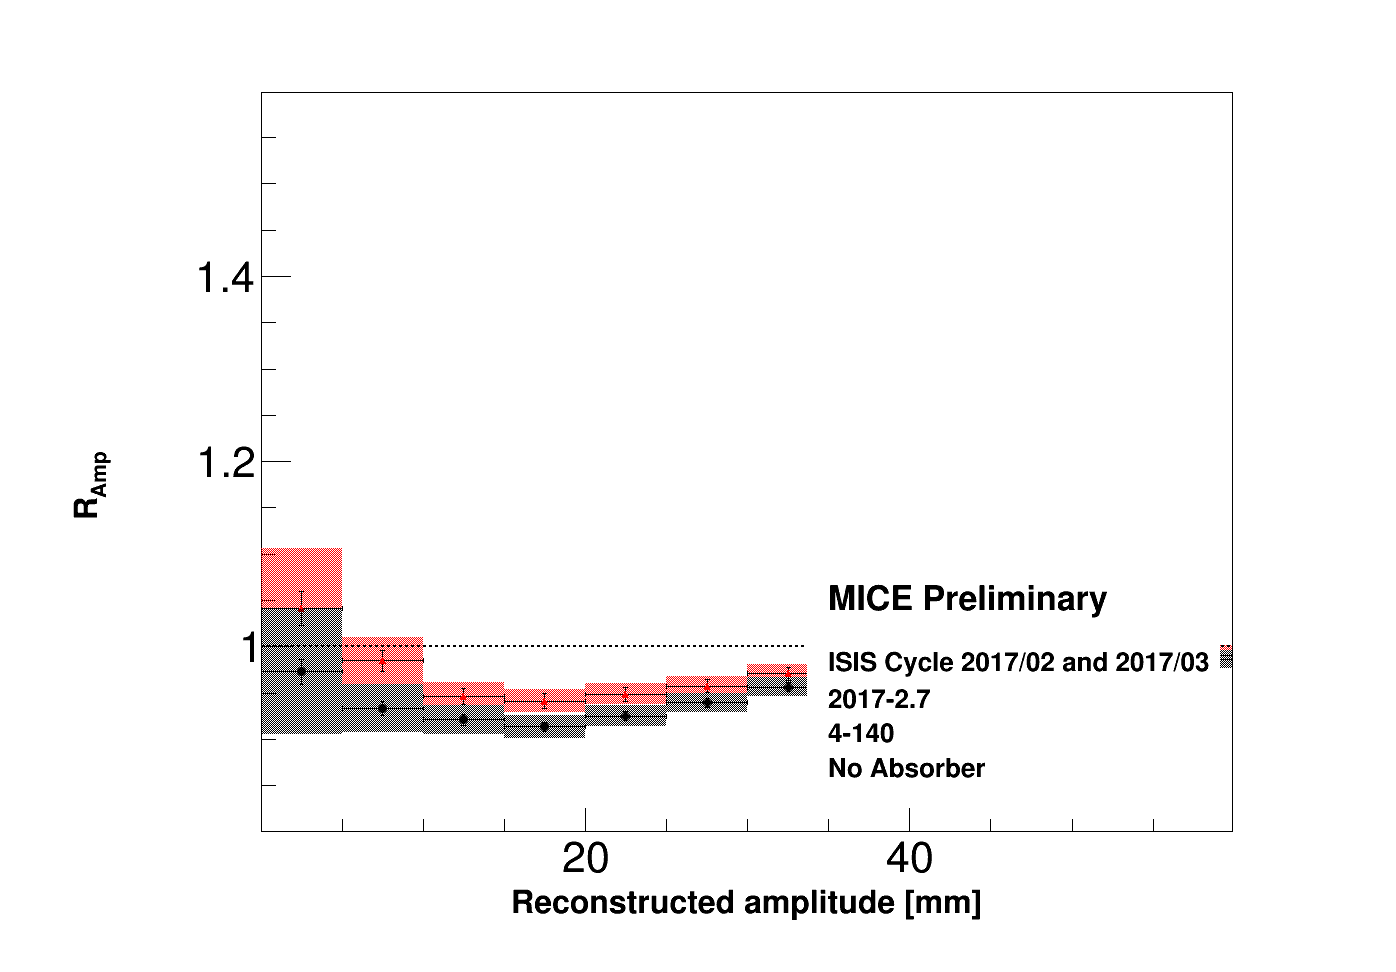 1.4
1.2
1
R_Amp
MICE Preliminary
ISIS Cycle 2017/02 and 2017/03
2017-2.7
4-140
No Absorber
20
40
Reconstructed amplitude [mm]